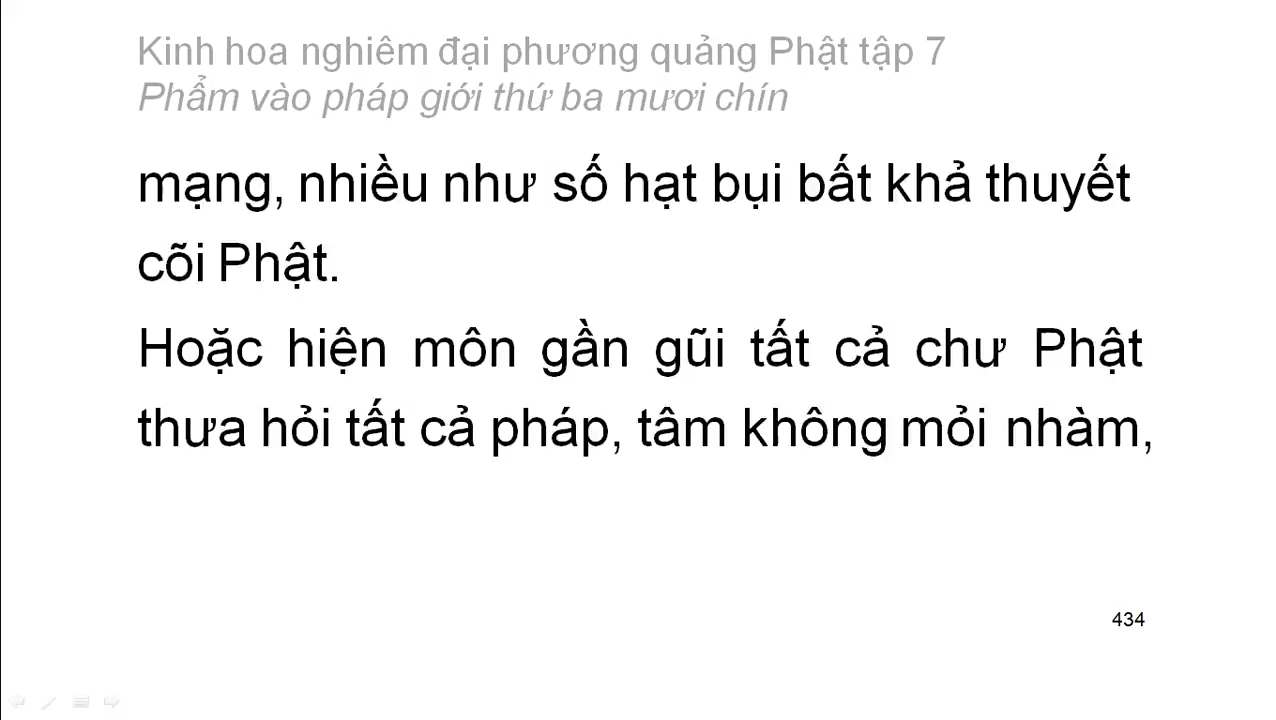 Kinh hoa nghiêm đại phương quảng Phật tập 7
Phẩm vào pháp giới thứ ba mươi chín
mạng, nhiều như số hạt bụi bất khả thuyết
cõi Phật.
Hoặc hiện môn gần gũi tất cả chư Phật
thưa hỏi tất cả pháp, tâm không mỏi nhàm,
434